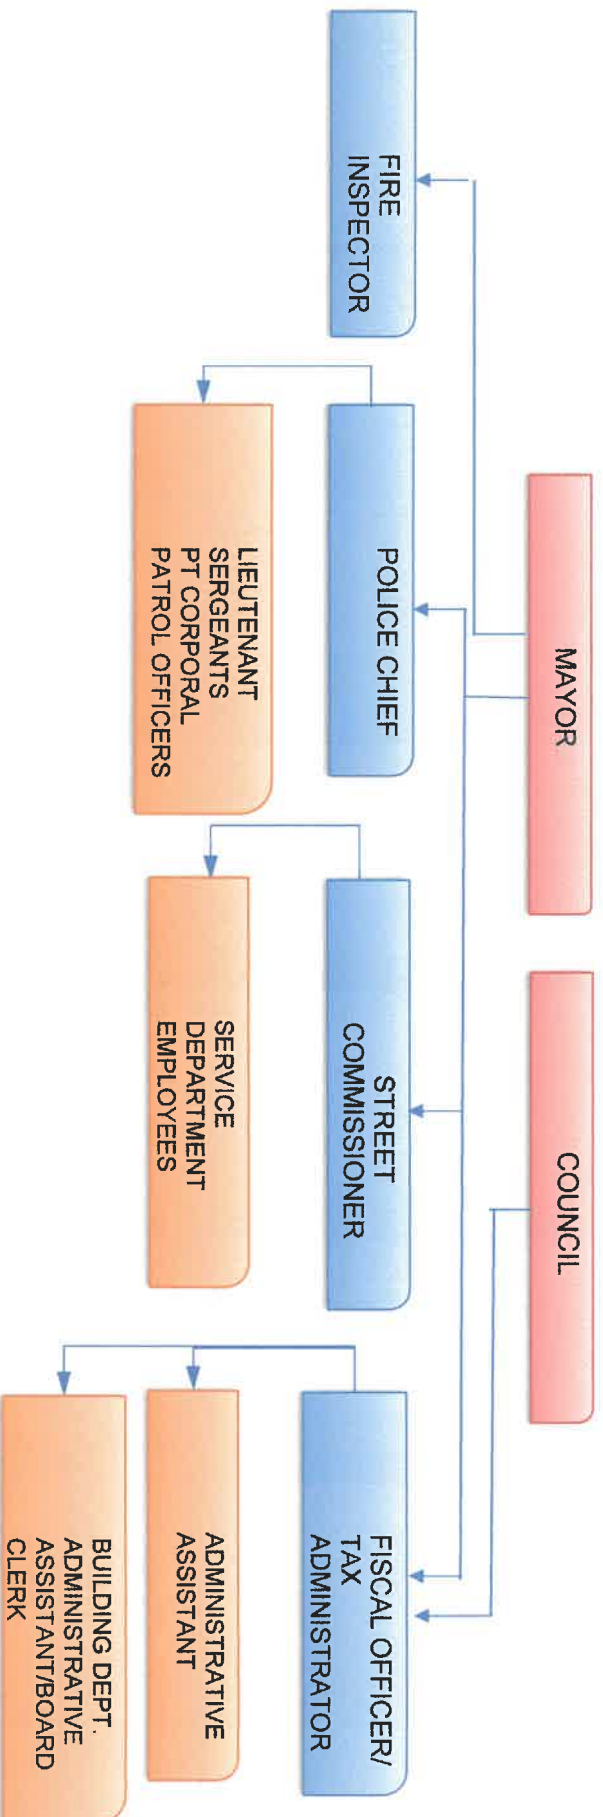 MAYOR
COUNCIL
FIRE
INSPECTOR
POLICE CHIEF
STREET
COMMISSIONER
FISCAL OFFICER/
TAX
ADMINISTRATOR
LIEUTENANT
SERGEANTS
PT CORPORAL
PATROL OFFICERS
SERVICE
DEPARTMENT
EMPLOYEES
ADMINISTRATIVE
ASSISTANT
BUILDING DEPT.
ADMINISTRATIVE
ASSISTANT/BOARD
CLERK